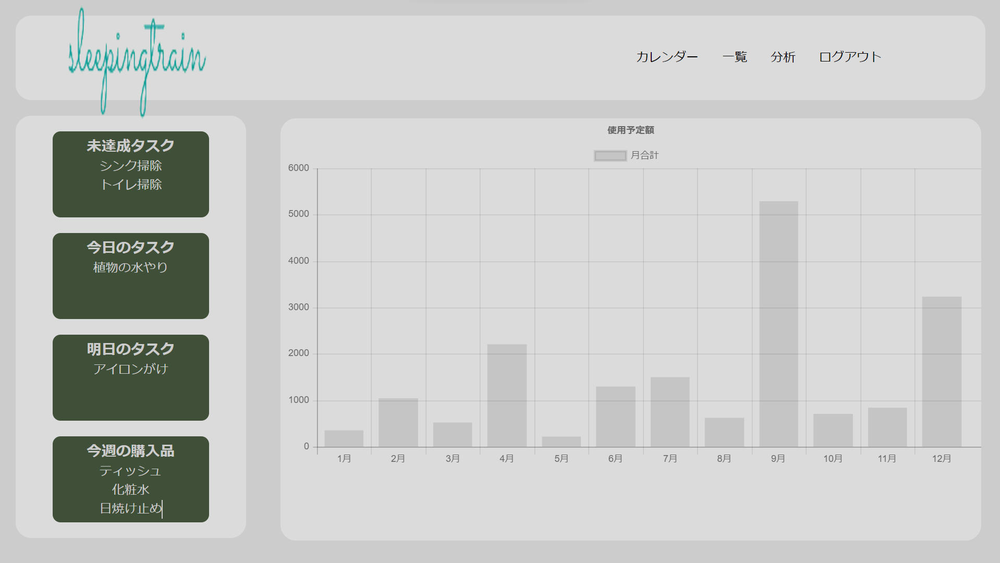 sleepingtrain
カレンダー 一覧 分析 ログアウト
未達成タスク
シンク掃除
トイレ掃除
今日のタスク
植物の水やり
明日のタスク
アイロンがけ
今週の購入品
ティッシュ
化粧水
日焼け止め
使用予定額
月合計
6000
5000
4000
3000
2000
1000
0
1月 2月 3月 4月 5月 6月 7月 8月 9月 10月 11月 12月